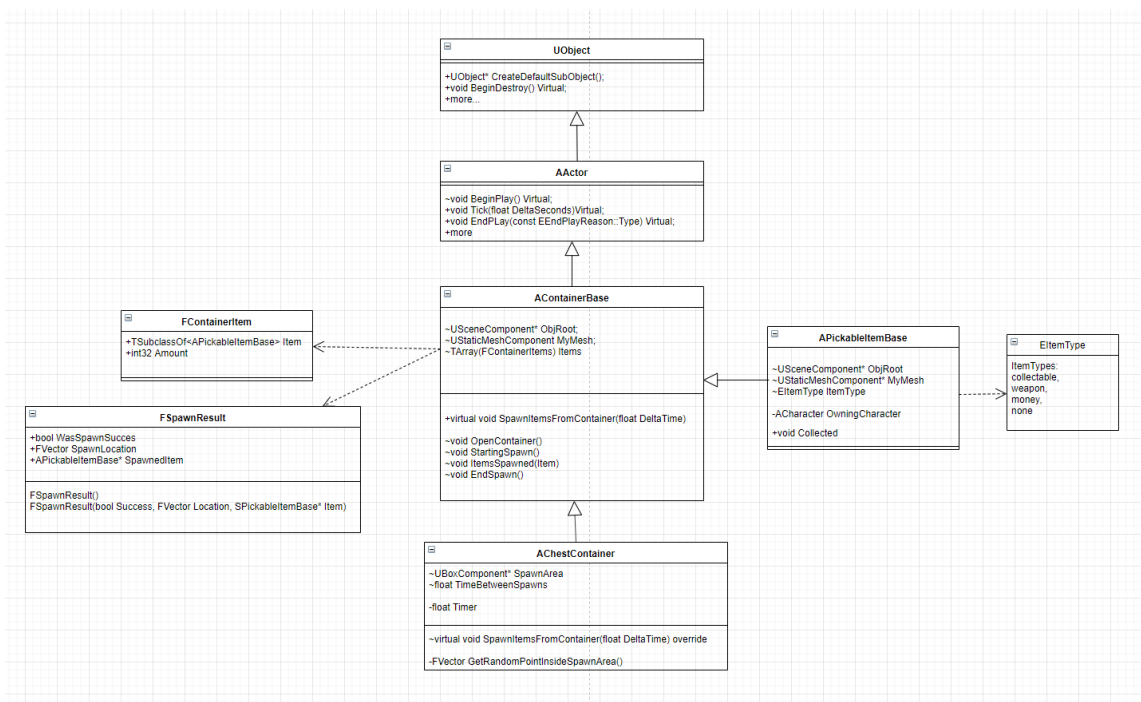 UObject
+UObject* CreateDefaultSubObject();
+void BeginDestroy() Virtual;
+more...
AActor
~void BeginPlay() Virtual;
+void Tick(float DeltaSeconds)Virtual;
+void EndPLay(const EEndPlayReason::Type) Virtual;
+more
AContainerBase
~USceneComponent* ObjRoot;
~UStaticMeshComponent MyMesh;
~TArray(FContainerItems) Items
+virtual void SpawnItemsFromContainer(float DeltaTime)
~void OpenContainer()
~void StartingSpawn()
~void ItemsSpawned(Item)
~void EndSpawn()
FContainerItem
+TSubclassOf<APickableItemBase> Item
+int32 Amount
FSpawnResult
+bool WasSpawnSucces
+FVector SpawnLocation
+APickableItemBase* SpawnedItem
FSpawnResult()
FSpawnResult(bool Success, FVector Location, SPickableItemBase* Item)
APickableItemBase
~USceneComponent* ObjRoot
~UStaticMeshComponent* MyMesh
~EItemType ItemType
-ACharacter OwningCharacter
+void Collected
EItemType
ItemTypes:
collectable,
weapon,
money,
none
AChestContainer
~UBoxComponent* SpawnArea
~float TimeBetweenSpawns
-float Timer
~virtual void SpawnItemsFromContainer(float DeltaTime) override
-FVector GetRandomPointInsideSpawnArea()